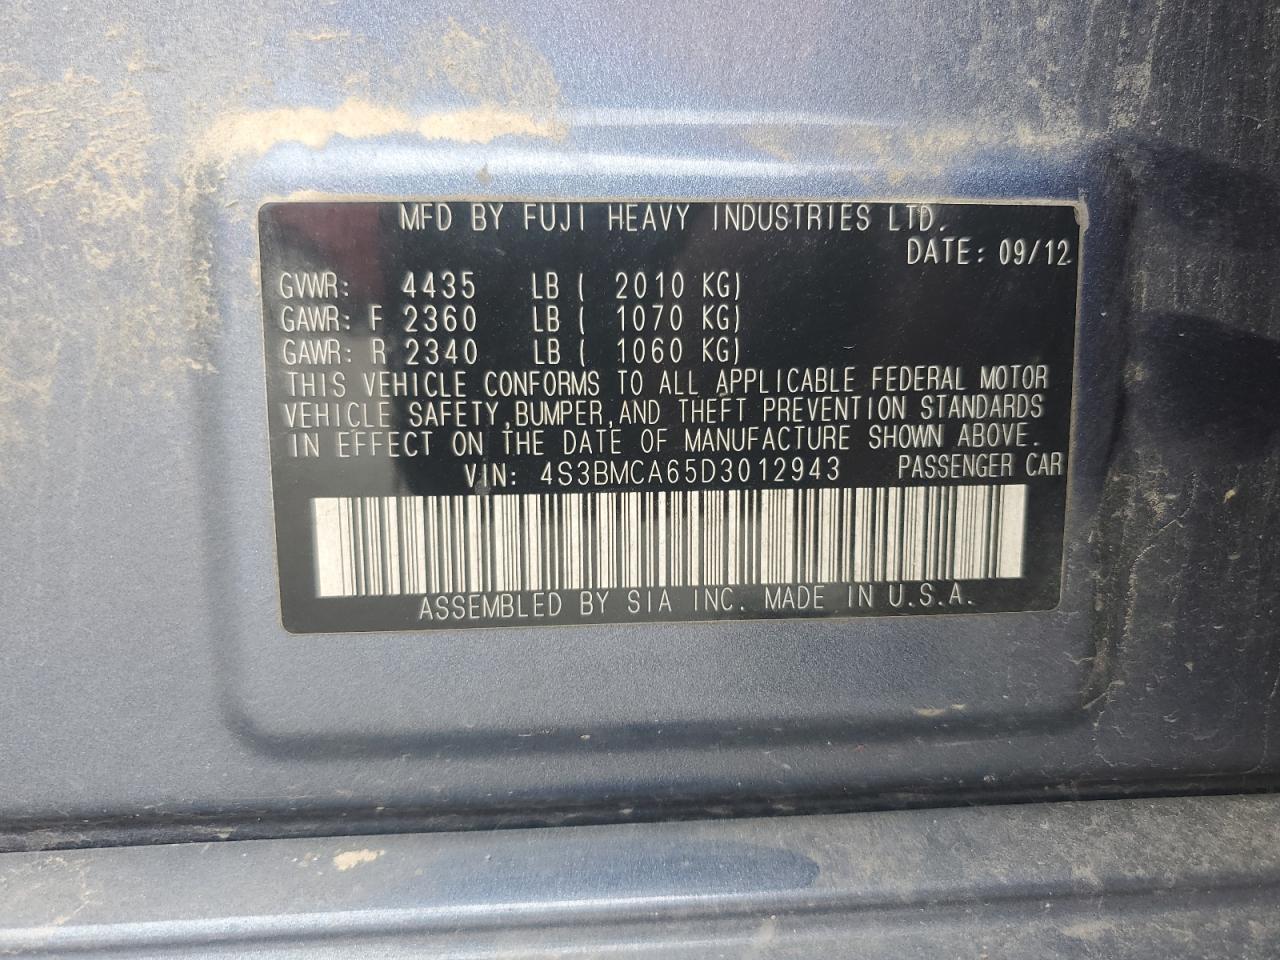 MFD BY FUJI HEAVY INDUSTRIES LTD.
DATE: 09/12
GVWR: 4435 LB ( 2010 KG)
GAWR: F 2360 LB ( 1070 KG)
GAWR: R 2340 LB ( 1060 KG)
THIS VEHICLE CONFORMS TO ALL APPLICABLE FEDERAL MOTOR
VEHICLE SAFETY,BUMPER,AND THEFT PREVENTION STANDARDS
IN EFFECT ON THE DATE OF MANUFACTURE SHOWN ABOVE.
VIN: 4S3BMCA65D3012943 PASSENGER CAR
ASSEMBLED BY SIA INC. MADE IN U.S.A.